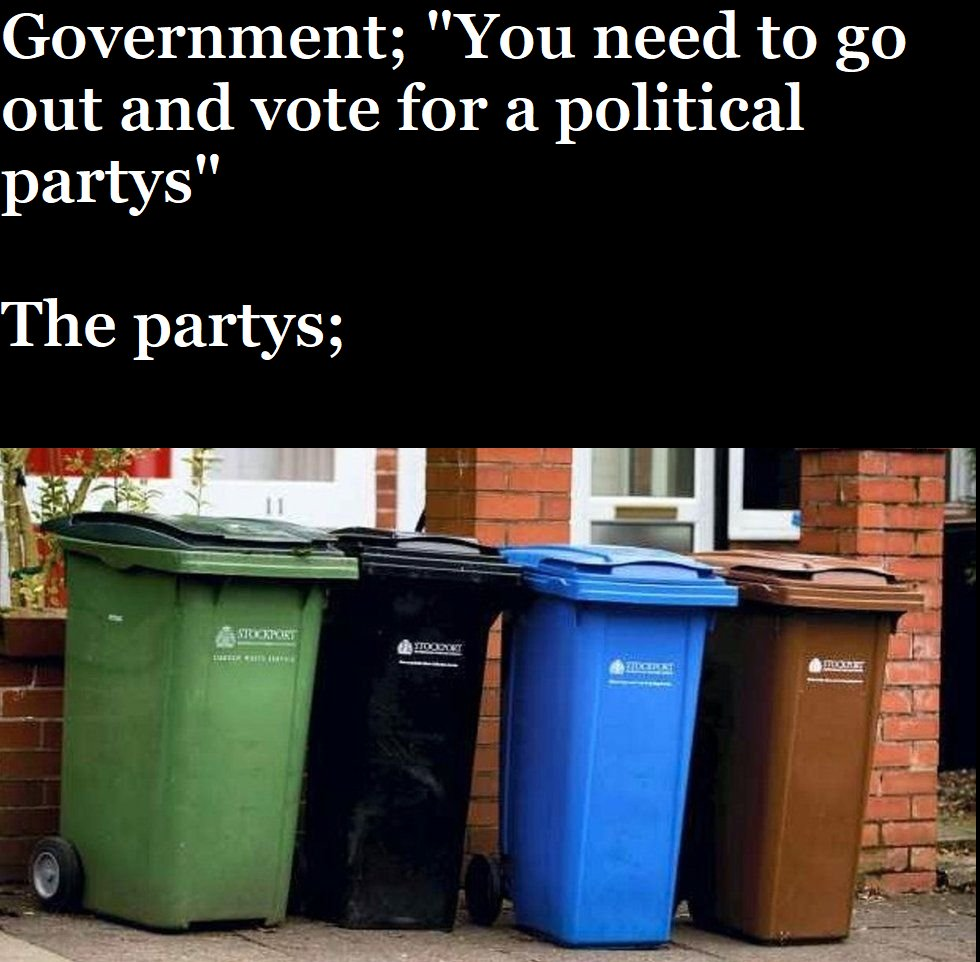 Government; "You need to go
out and vote for a political
partys"
The partys;
STOCKPORT
STOCKPORT
STOCKPORT
STOCKPORT